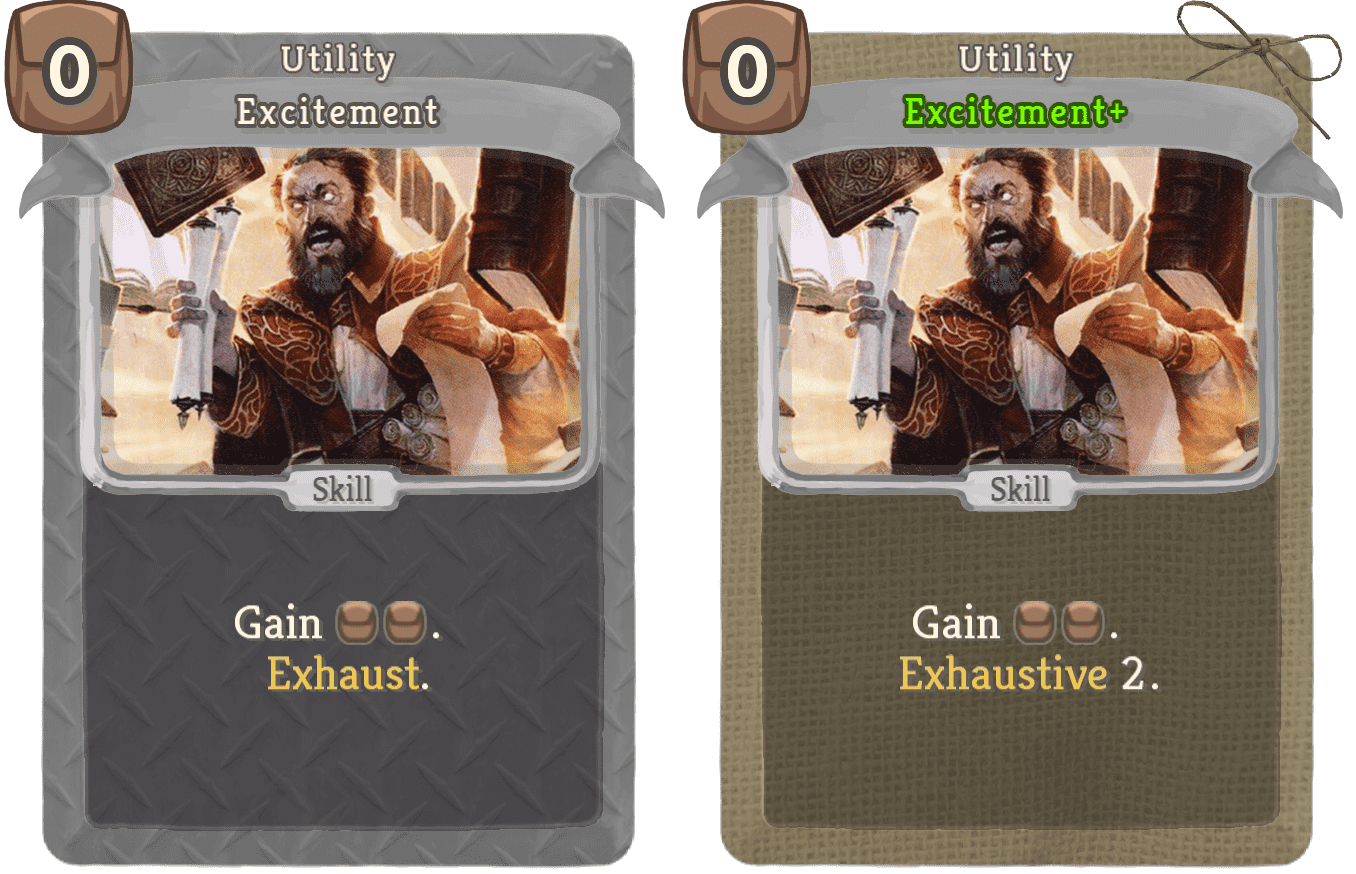 0
Utility
Excitement
Skill
Gain .
Exhaust.
0
Utility
Excitement+
Skill
Gain .
Exhaustive 2.